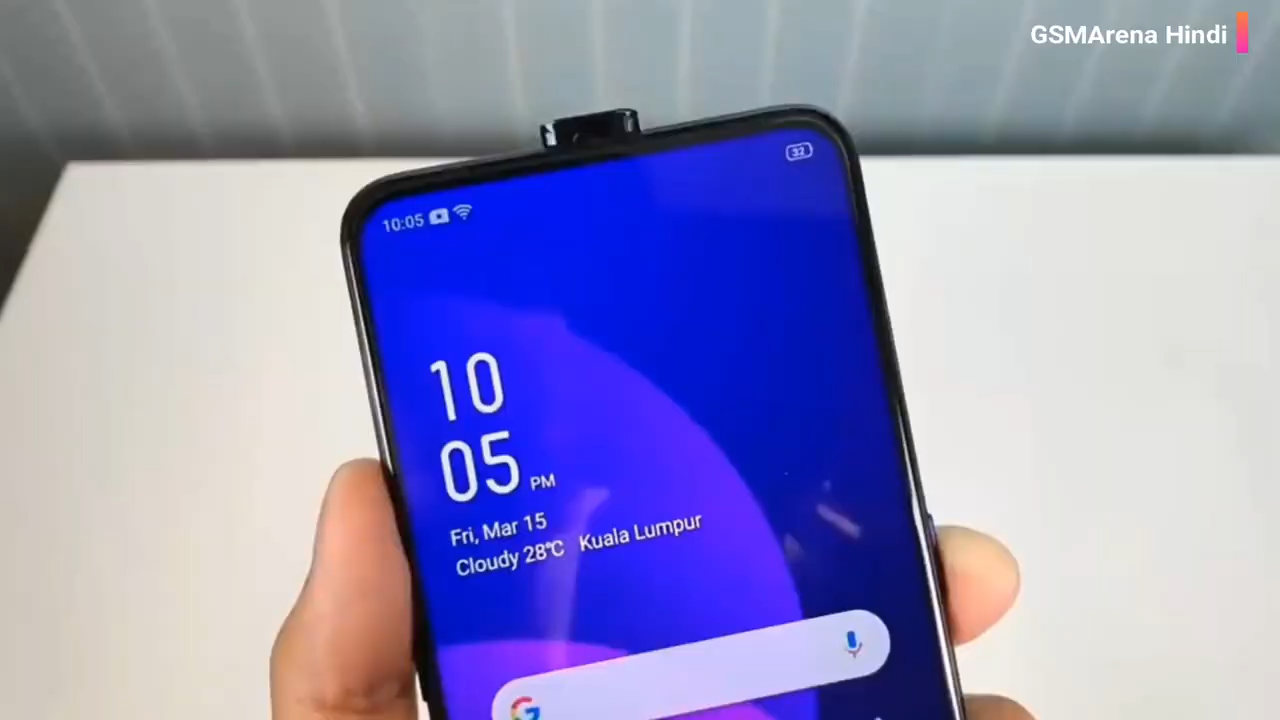 GSMArena Hindi
10:05
32
10
05 PM
Fri, Mar 15
Cloudy 28℃ Kuala Lumpur
G